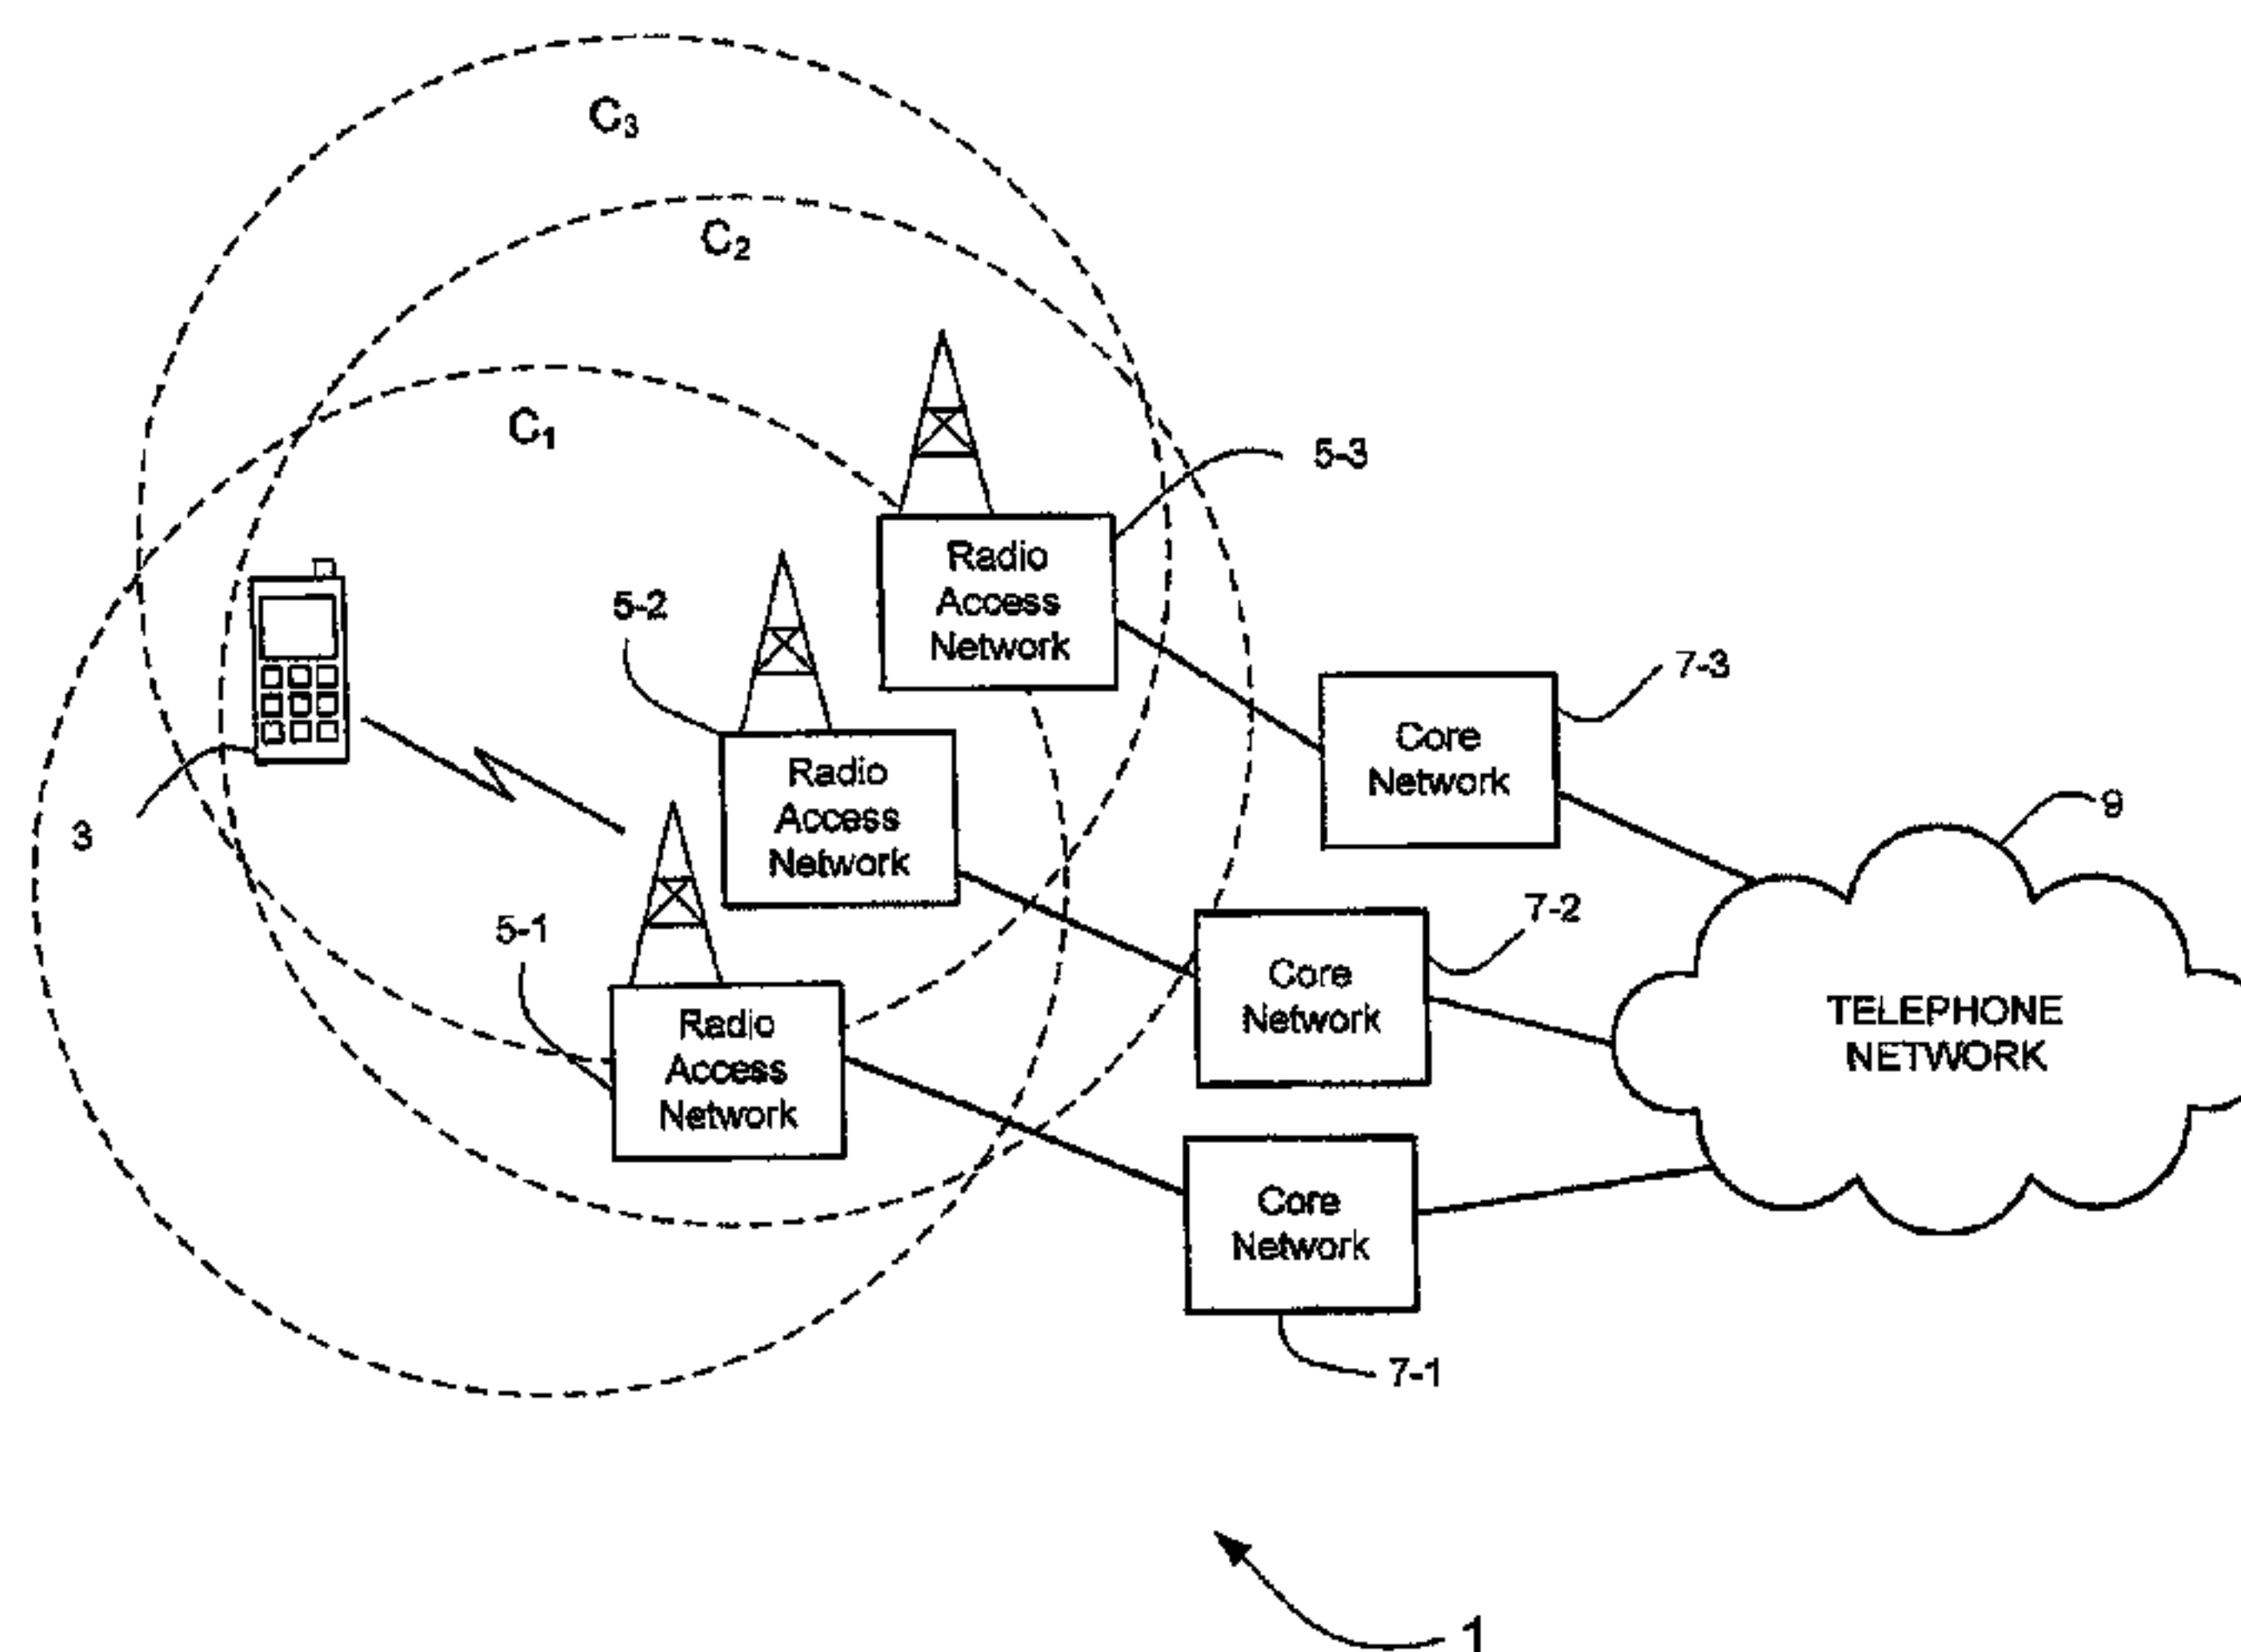 C3
C2
C1
5-3
Radio
Access
Network
5-2
7-3
Core
Network
Radio
Access
Network
3
9
5-1
7-2
Core
Network
TELEPHONE
NETWORK
Radio
Access
Network
Core
Network
7-1
1